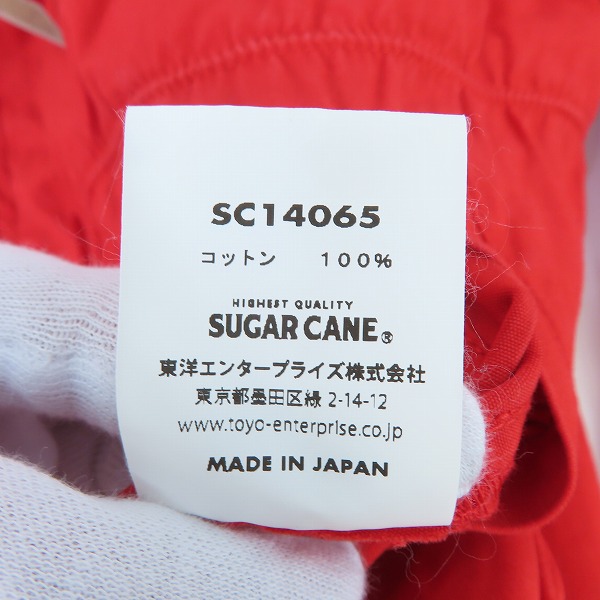 SC14065
コットン 100%
HIGHEST QUALITY
SUGAR CANE®
東洋エンタープライズ株式会社
東京都墨田区緑 2-14-12
www.toyo-enterprise.co.jp
MADE IN JAPAN